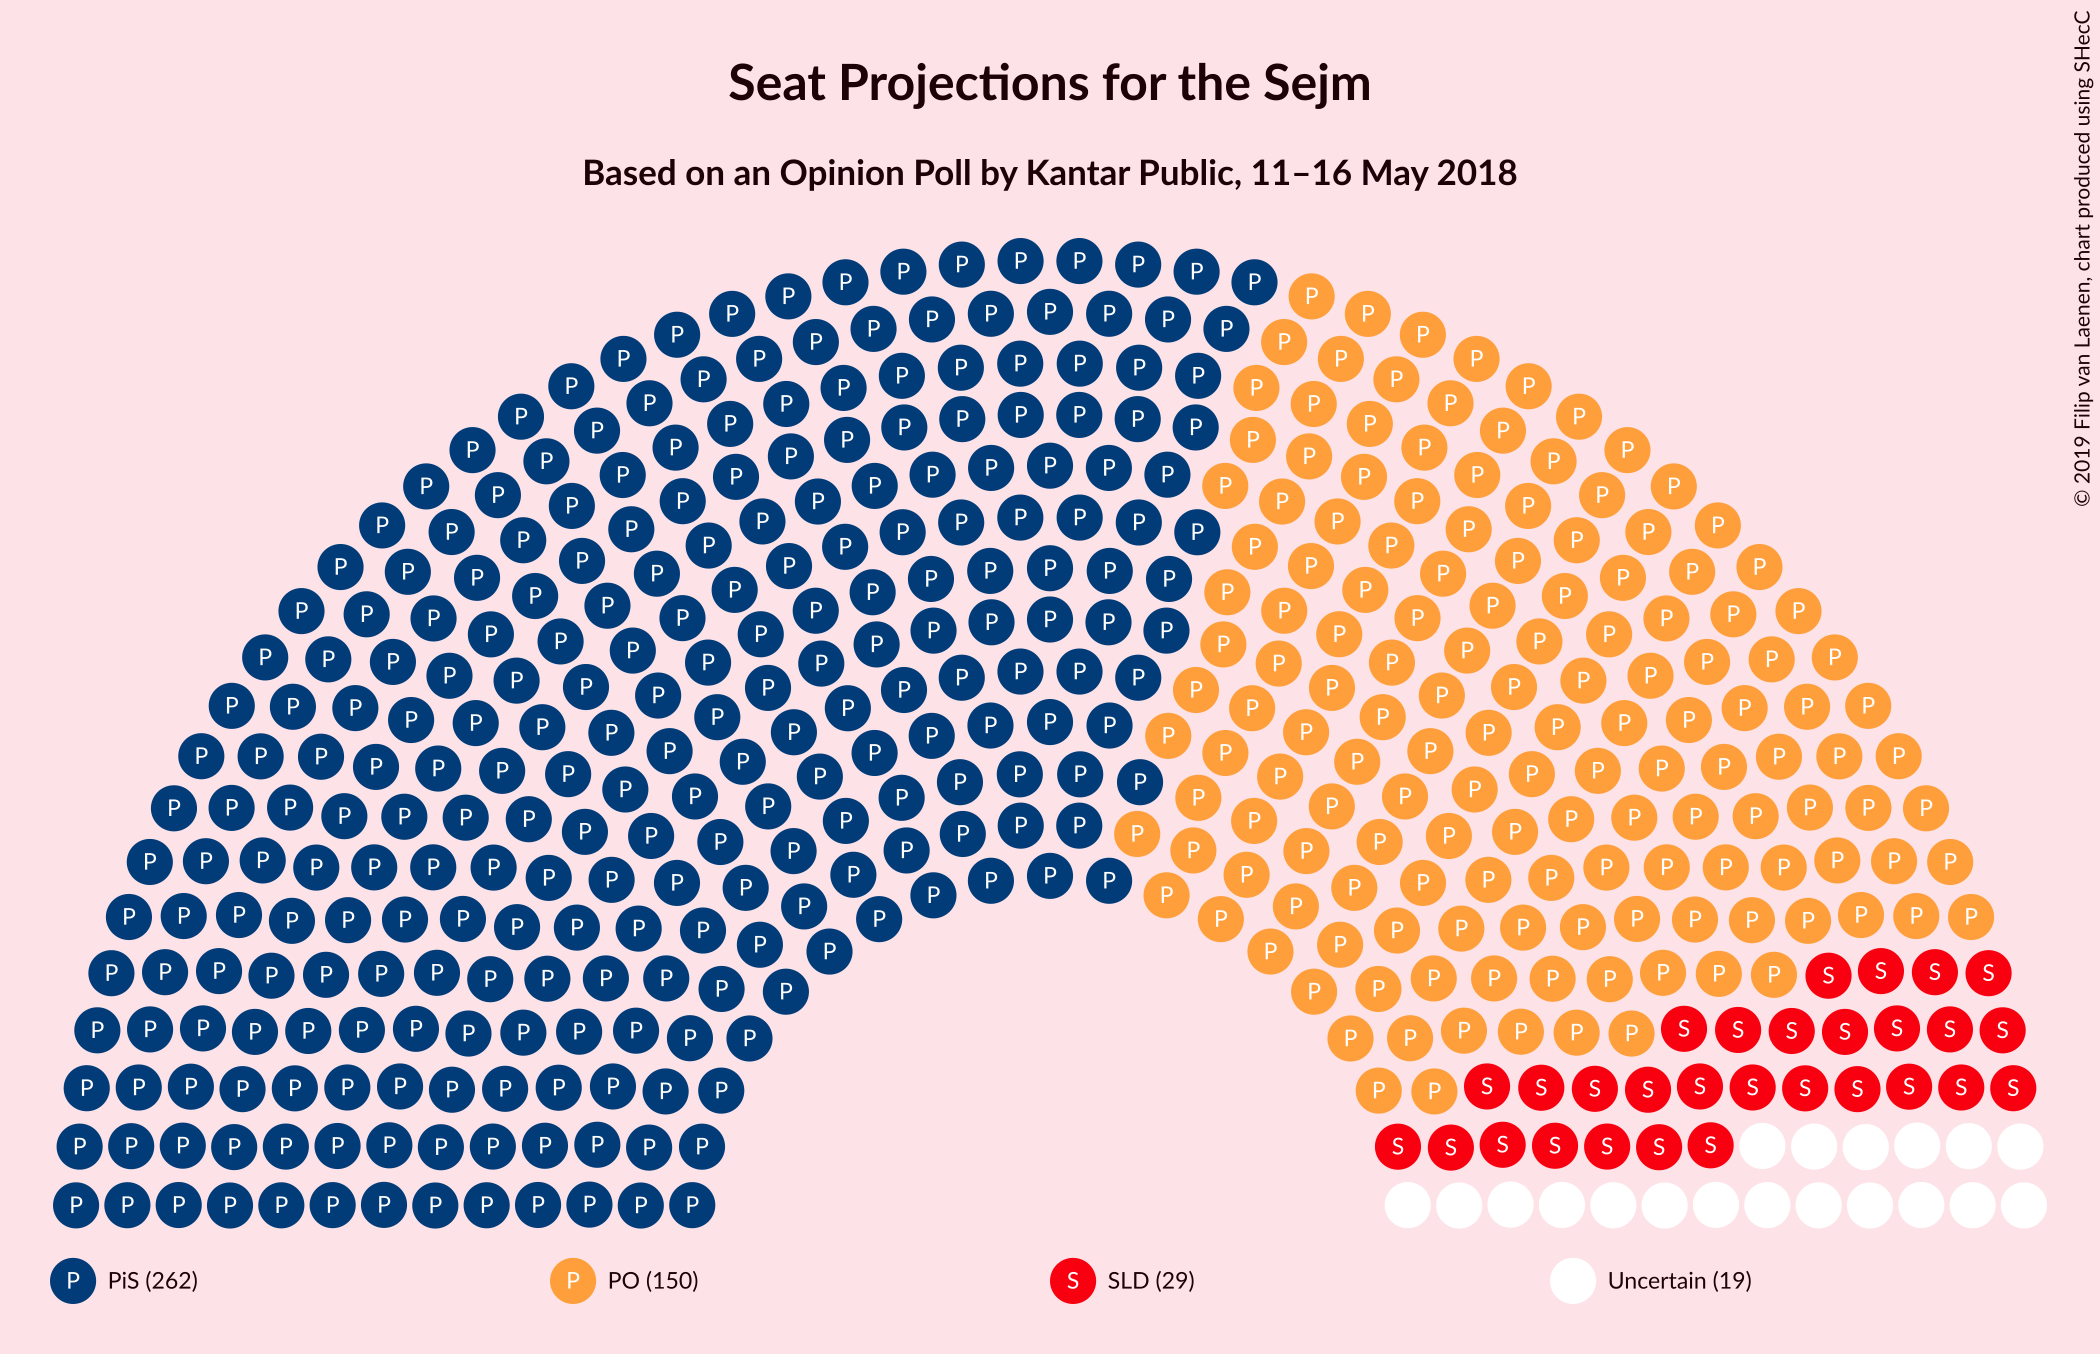 Seat Projections for the Sejm
Based on an Opinion Poll by Kantar Public, 11–16 May 2018
© 2019 Filip van Laenen, chart produced using SHecC
P PiS (262)
P PO (150)
S SLD (29)
Uncertain (19)